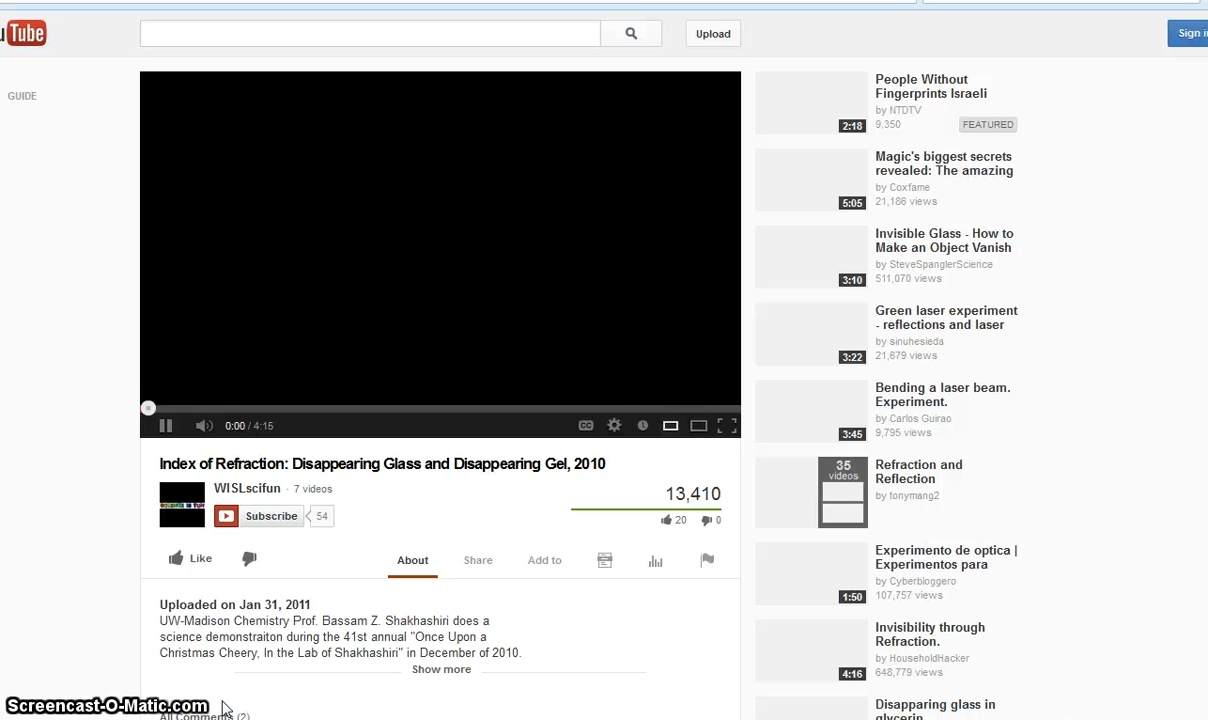 Tube
Upload
Sign
GUIDE
0:00 / 4:15
CC
Index of Refraction: Disappearing Glass and Disappearing Gel, 2010
WISLscifun · 7 videos
Subscribe 54
13,410
20 0
Like
About Share Add to
Uploaded on Jan 31, 2011
UW-Madison Chemistry Prof. Bassam Z. Shakhashiri does a
science demonstraiton during the 41st annual "Once Upon a
Christmas Cheery, In the Lab of Shakhashiri" in December of 2010.
Show more
All Comments (2)
Screencast-O-Matic.com
People Without
Fingerprints Israeli
by NTDTV
9,350
FEATURED
2:18
Magic's biggest secrets
revealed: The amazing
by Coxfame
21,186 views
5:05
Invisible Glass - How to
Make an Object Vanish
by SteveSpanglerScience
511,070 views
3:10
Green laser experiment
- reflections and laser
by sinuhesieda
21,679 views
3:22
Bending a laser beam.
Experiment.
by Carlos Guirao
9,795 views
3:45
35
videos
Refraction and
Reflection
by tonymang2
Experimento de optica |
Experimentos para
by Cyberbloggero
107,757 views
1:50
Invisibility through
Refraction.
by HouseholdHacker
648,779 views
4:16
Disapparing glass in
glycerin